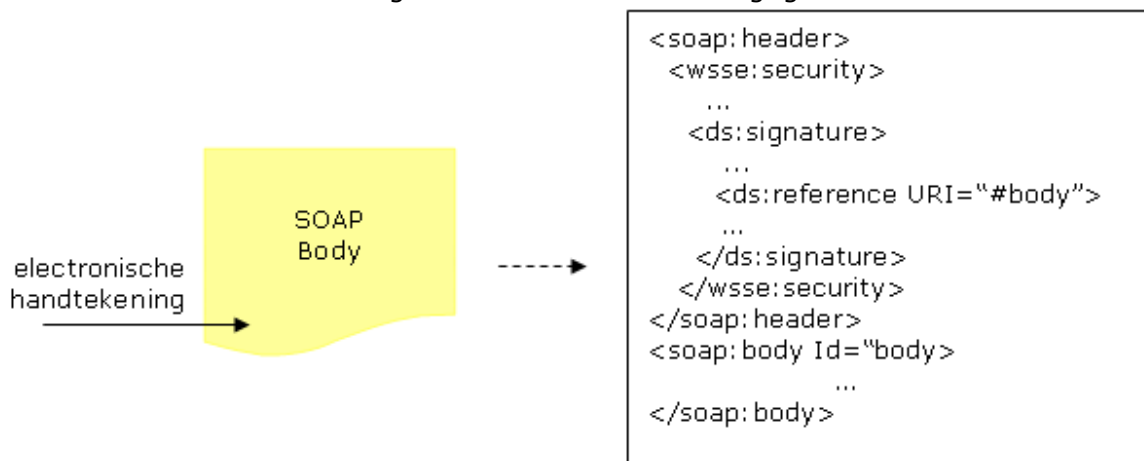 SOAP
Body
electronische
handtekening
<soap:header>
<wsse:security>
...
<ds:signature>
...
<ds:reference URI="#body">
...
</ds:signature>
</wsse:security>
</soap:header>
<soap:body Id="body>
...
</soap:body>